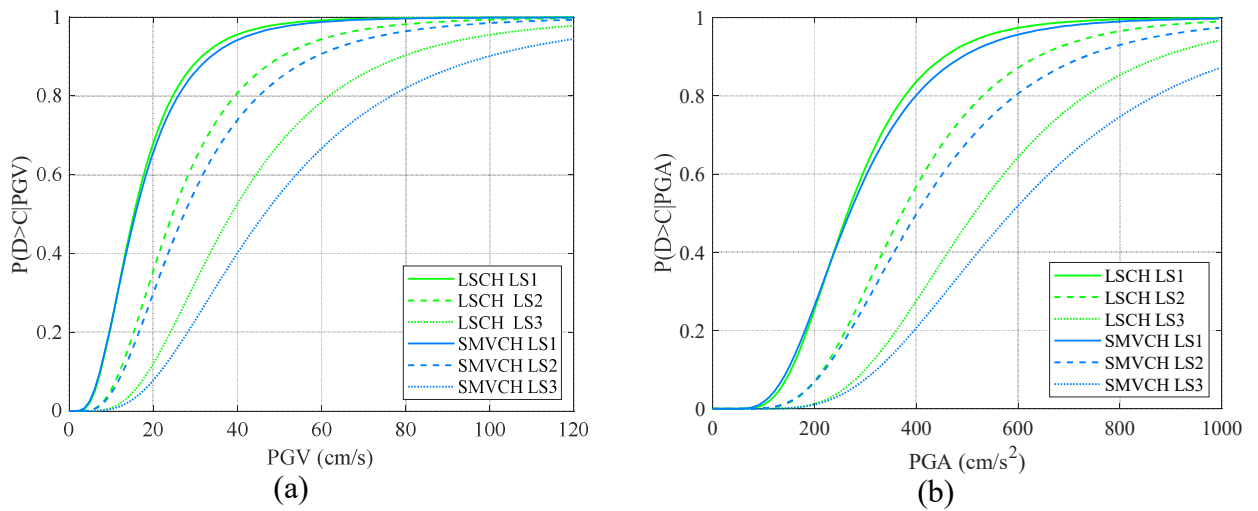 1
0.8
0.6
0.4
0.2
0
P(D>C|PGV)
LSCH LS1
LSCH LS2
LSCH LS3
SMVCH LS1
SMVCH LS2
SMVCH LS3
0 20 40 60 80 100 120
PGV (cm/s)
(a)
1
0.8
0.6
0.4
0.2
0
P(D>C|PGA)
LSCH LS1
LSCH LS2
LSCH LS3
SMVCH LS1
SMVCH LS2
SMVCH LS3
0 200 400 600 800 1000
PGA (cm/s²)
(b)